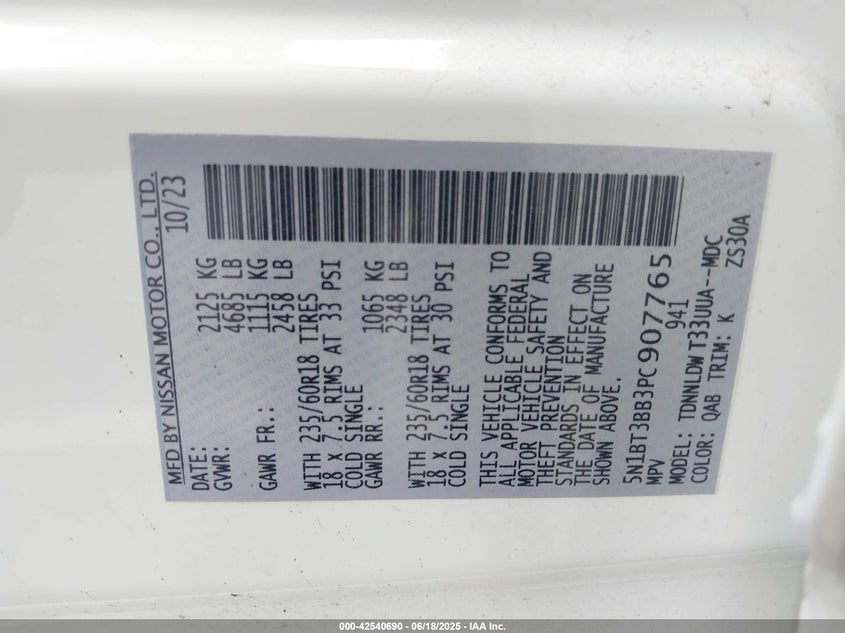 MFD BY NISSAN MOTOR CO., LTD.
DATE: 10/23
GVWR: 2125 KG
4685 LB
GAWR FR.: 1115 KG
2458 LB
WITH 235/60R18 TIRES
18 X 7.5 RIMS AT 33 PSI
COLD SINGLE
GAWR RR.: 1065 KG
2348 LB
WITH 235/60R18 TIRES
18 X 7.5 RIMS AT 30 PSI
COLD SINGLE
THIS VEHICLE CONFORMS TO
ALL APPLICABLE FEDERAL
MOTOR VEHICLE SAFETY AND
THEFT PREVENTION
STANDARDS IN EFFECT ON
THE DATE OF MANUFACTURE
SHOWN ABOVE.
5N1BT3BB3PC907765
MPV 941
MODEL: TDNNLDWT33UUA--MDC
COLOR: QAB TRIM: K ZS30A
000-42540690 - 06/18/2025 - IAA Inc.